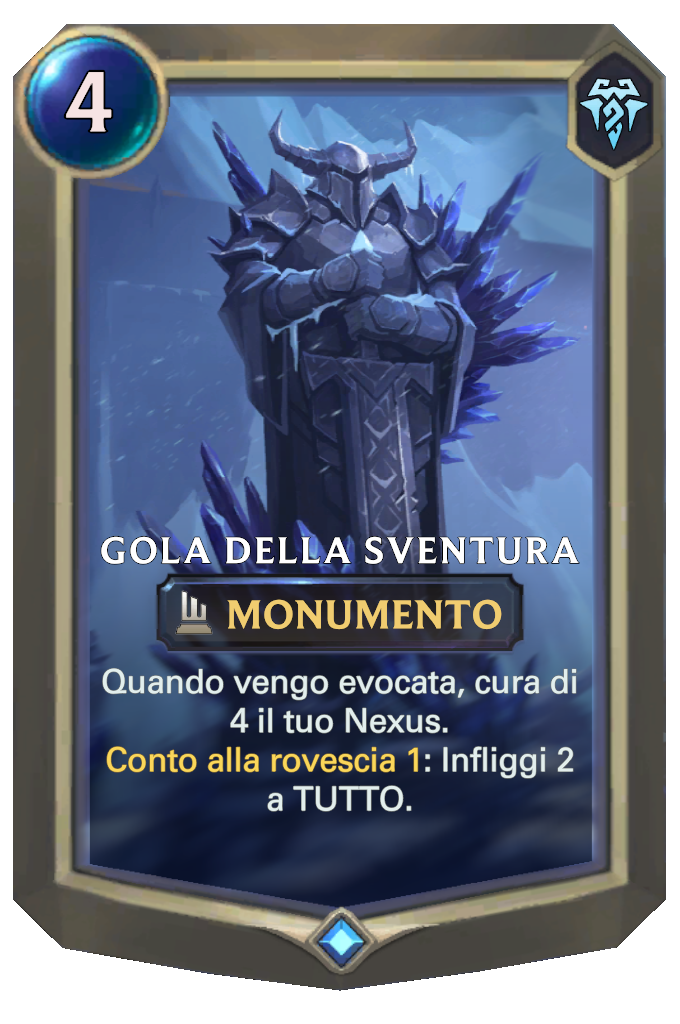 4
GOLA DELLA SVENTURA
MONUMENTO
Quando vengo evocata, cura di
4 il tuo Nexus.
Conto alla rovescia 1: Infliggi 2
a TUTTO.